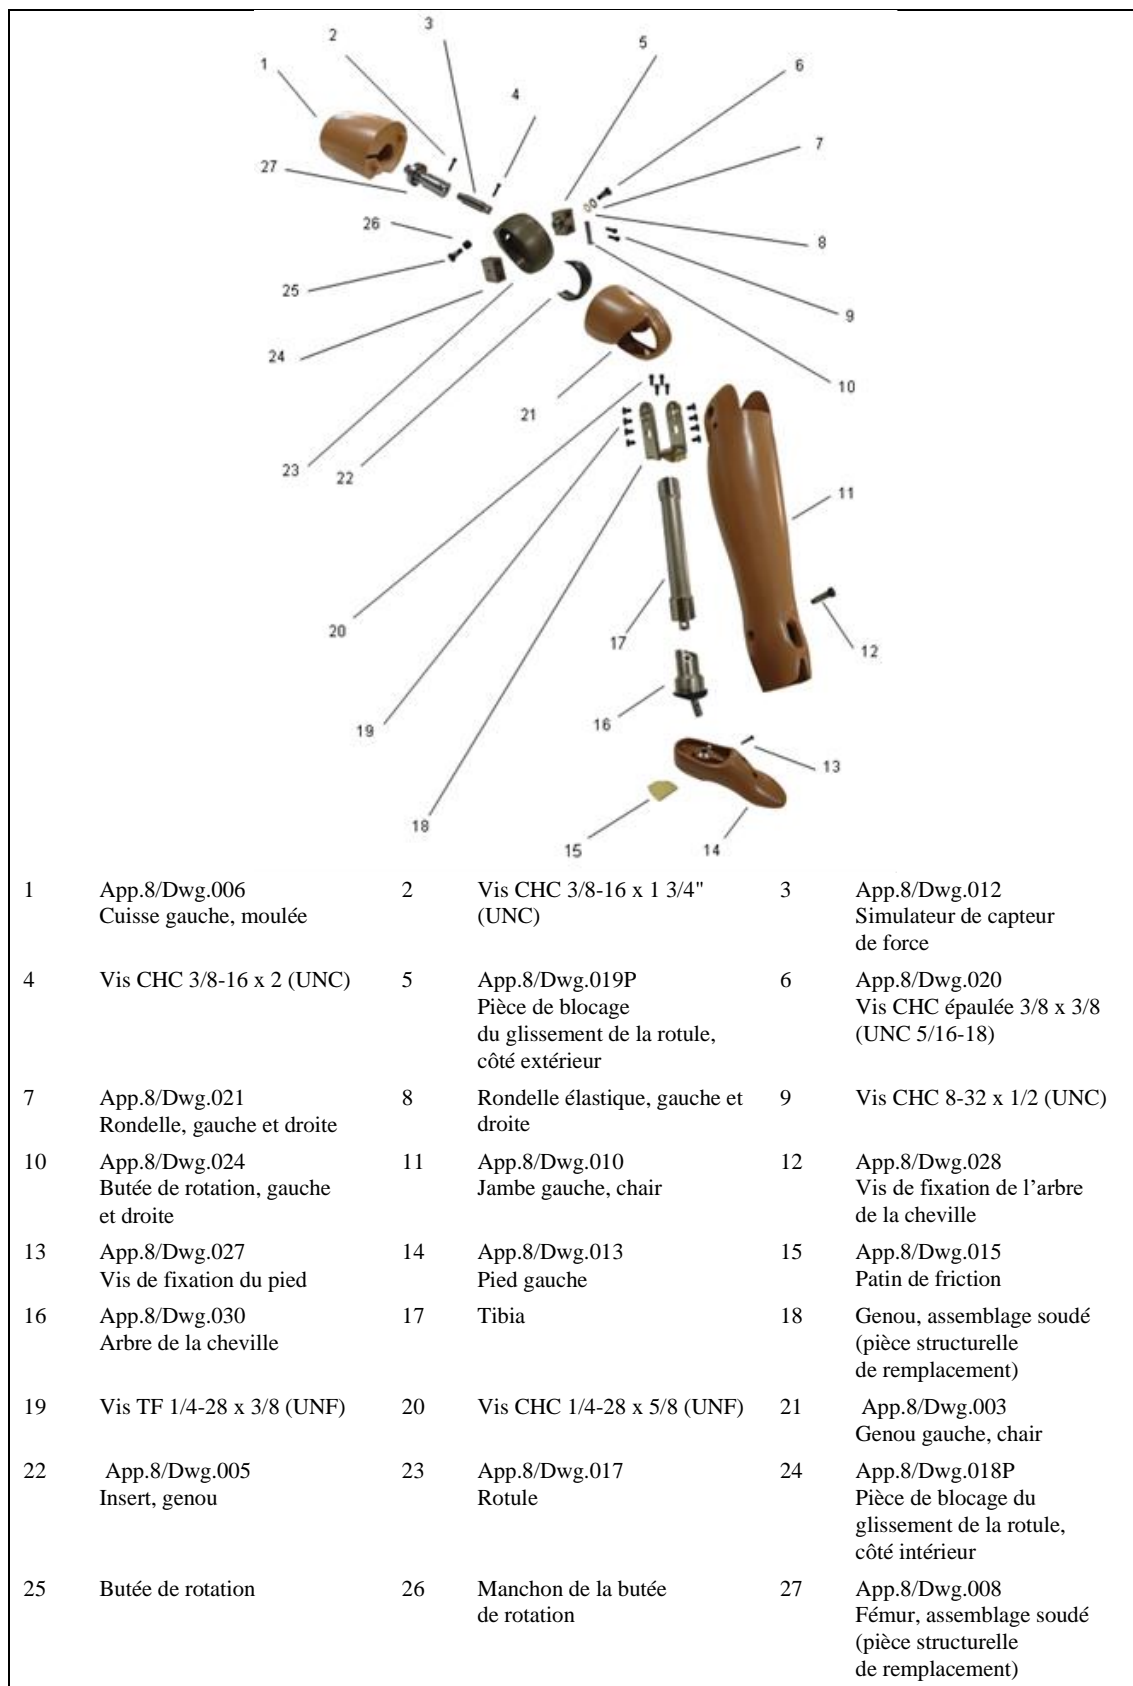 2
3
5
1
6
4
7
27
26
8
25
9
24
10
21
23
22
11
20
17
12
19
16
13
18
15
14
1 App.8/Dwg.006 2 Vis CHC 3/8-16 x 1 3/4" 3 App.8/Dwg.012
Cuisse gauche, moulée (UNC) Simulateur de capteur
de force
4 Vis CHC 3/8-16 x 2 (UNC) 5 App.8/Dwg.019P 6 App.8/Dwg.020
Pièce de blocage Vis CHC épaulée 3/8 x 3/8
du glissement de la rotule, (UNC 5/16-18)
côté extérieur
7 App.8/Dwg.021 8 Rondelle élastique, gauche et 9 Vis CHC 8-32 x 1/2 (UNC)
Rondelle, gauche et droite droite
10 App.8/Dwg.024 11 App.8/Dwg.010 12 App.8/Dwg.028
Butée de rotation, gauche Jambe gauche, chair Vis de fixation de l’arbre
et droite de la cheville
13 App.8/Dwg.027 14 App.8/Dwg.013 15 App.8/Dwg.015
Vis de fixation du pied Pied gauche Patin de friction
16 App.8/Dwg.030 17 Tibia 18 Genou, assemblage soudé
Arbre de la cheville (pièce structurelle
de remplacement)
19 Vis TF 1/4-28 x 3/8 (UNF) 20 Vis CHC 1/4-28 x 5/8 (UNF) 21 App.8/Dwg.003
Genou gauche, chair
22 App.8/Dwg.005 23 App.8/Dwg.017 24 App.8/Dwg.018P
Insert, genou Rotule Pièce de blocage du
glissement de la rotule,
côté intérieur
25 Butée de rotation 26 Manchon de la butée 27 App.8/Dwg.008
de rotation Fémur, assemblage soudé
(pièce structurelle
de remplacement)